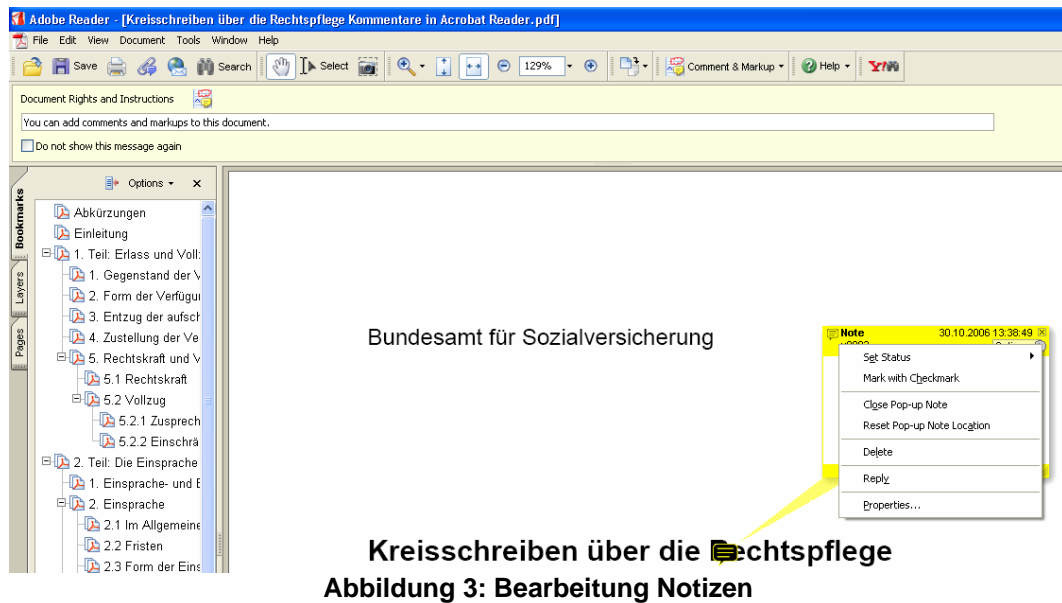 Adobe Reader - [Kreisschreiben über die Rechtspflege Kommentare in Acrobat Reader.pdf]
File Edit View Document Tools Window Help
Save Search Select 129% Comment & Markup Help Y!
Document Rights and Instructions
You can add comments and markups to this document.
Do not show this message again
Bookmarks
Layers
Pages
Options x
Abkürzungen
Einleitung
1. Teil: Erlass und Voll:
1. Gegenstand der V
2. Form der Verfügu
3. Entzug der aufsch
4. Zustellung der Ve
5. Rechtskraft und V
5.1 Rechtskraft
5.2 Vollzug
5.2.1 Zusprech
5.2.2 Einschrä
2. Teil: Die Einsprache
1. Einsprache- und B
2. Einsprache
2.1 Im Allgemeine
2.2 Fristen
2.3 Form der Eins
Bundesamt für Sozialversicherung
Note 30.10.2006 13:38:49
Set Status
Mark with Checkmark
Close Pop-up Note
Reset Pop-up Note Location
Delete
Reply
Properties...
Kreisschreiben über die Rechtspflege
Abbildung 3: Bearbeitung Notizen